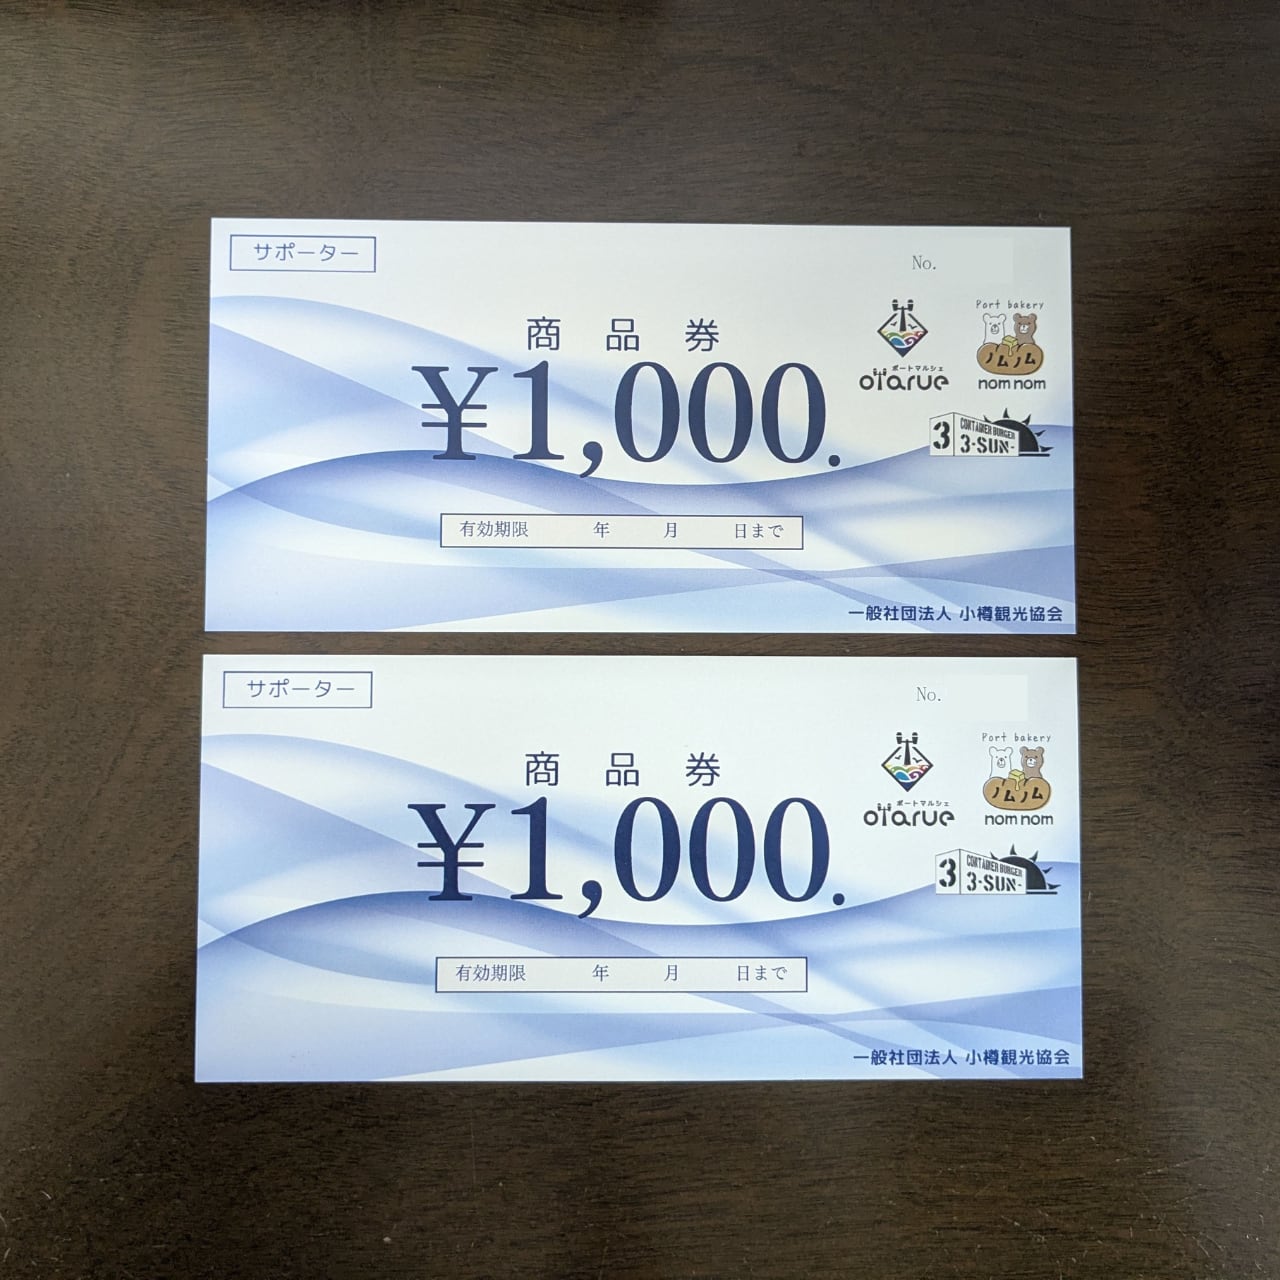 サポーター
No.
商品券
¥1,000.
ポートマルシェ
otarue
Port bakery
ノムノム
nom nom
3
CONTAINER BURGER
3-SUN-
有効期限 年 月 日まで
一般社団法人 小樽観光協会
サポーター
No.
商品券
¥1,000.
ポートマルシェ
otarue
Port bakery
ノムノム
nom nom
3
CONTAINER BURGER
3-SUN-
有効期限 年 月 日まで
一般社団法人 小樽観光協会